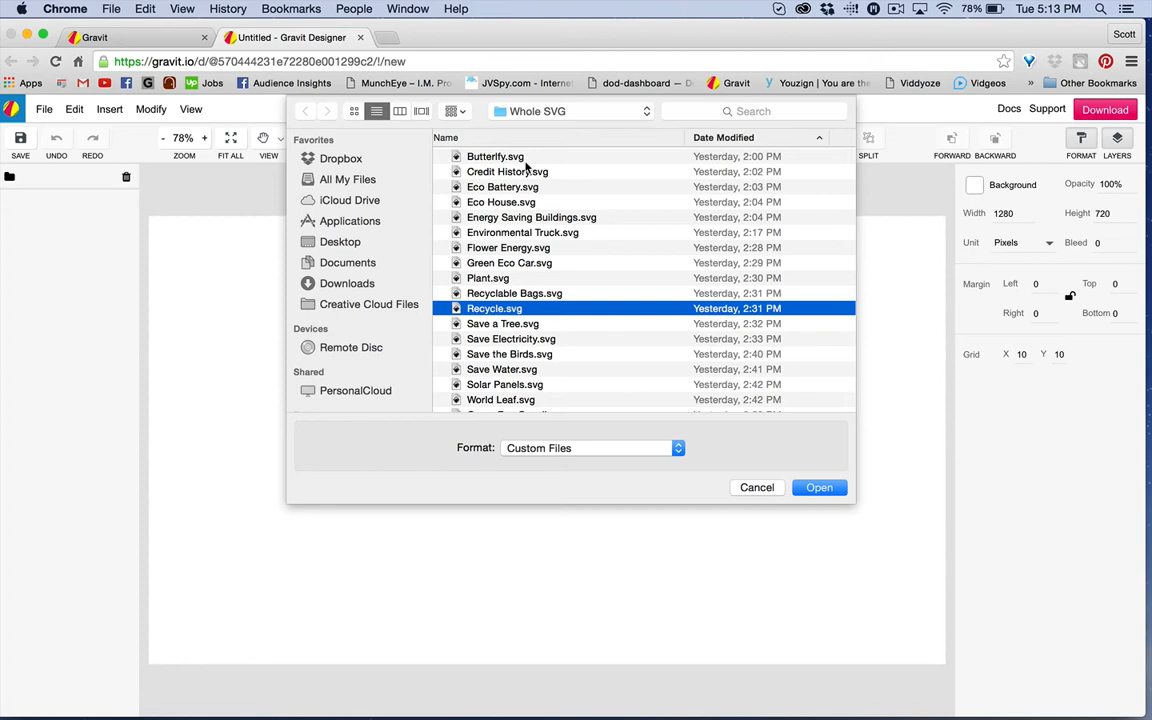 Chrome File Edit View History Bookmarks People Window Help 78% Tue 5:13 PM
Gravit Untitled - Gravit Designer Scott
https://gravit.io/d/@570444231e72280e001299c2/!/new
Apps Jobs Audience Insights MunchEye – I.M. Pro JVSpy.com - Internet dod-dashboard — D Gravit Youzign | You are the Viddyoze Videos » Other Bookmarks
File Edit Insert Modify View Whole SVG Search Docs Support Download
- 78% +
SAVE UNDO REDO ZOOM FIT ALL VIEW SPLIT FORWARD BACKWARD FORMAT LAYERS
Favorites
Dropbox
All My Files
iCloud Drive
Applications
Desktop
Documents
Downloads
Creative Cloud Files
Devices
Remote Disc
Shared
PersonalCloud
Name Date Modified
Butterlfy.svg Yesterday, 2:00 PM
Credit History.svg Yesterday, 2:02 PM
Eco Battery.svg Yesterday, 2:03 PM
Eco House.svg Yesterday, 2:04 PM
Energy Saving Buildings.svg Yesterday, 2:04 PM
Environmental Truck.svg Yesterday, 2:17 PM
Flower Energy.svg Yesterday, 2:28 PM
Green Eco Car.svg Yesterday, 2:29 PM
Plant.svg Yesterday, 2:30 PM
Recyclable Bags.svg Yesterday, 2:31 PM
Recycle.svg Yesterday, 2:31 PM
Save a Tree.svg Yesterday, 2:32 PM
Save Electricity.svg Yesterday, 2:33 PM
Save the Birds.svg Yesterday, 2:40 PM
Save Water.svg Yesterday, 2:41 PM
Solar Panels.svg Yesterday, 2:42 PM
World Leaf.svg Yesterday, 2:42 PM
Format: Custom Files
Cancel Open
Background Opacity 100%
Width 1280 Height 720
Unit Pixels Bleed 0
Margin Left 0 Top 0
Right 0 Bottom 0
Grid X 10 Y 10